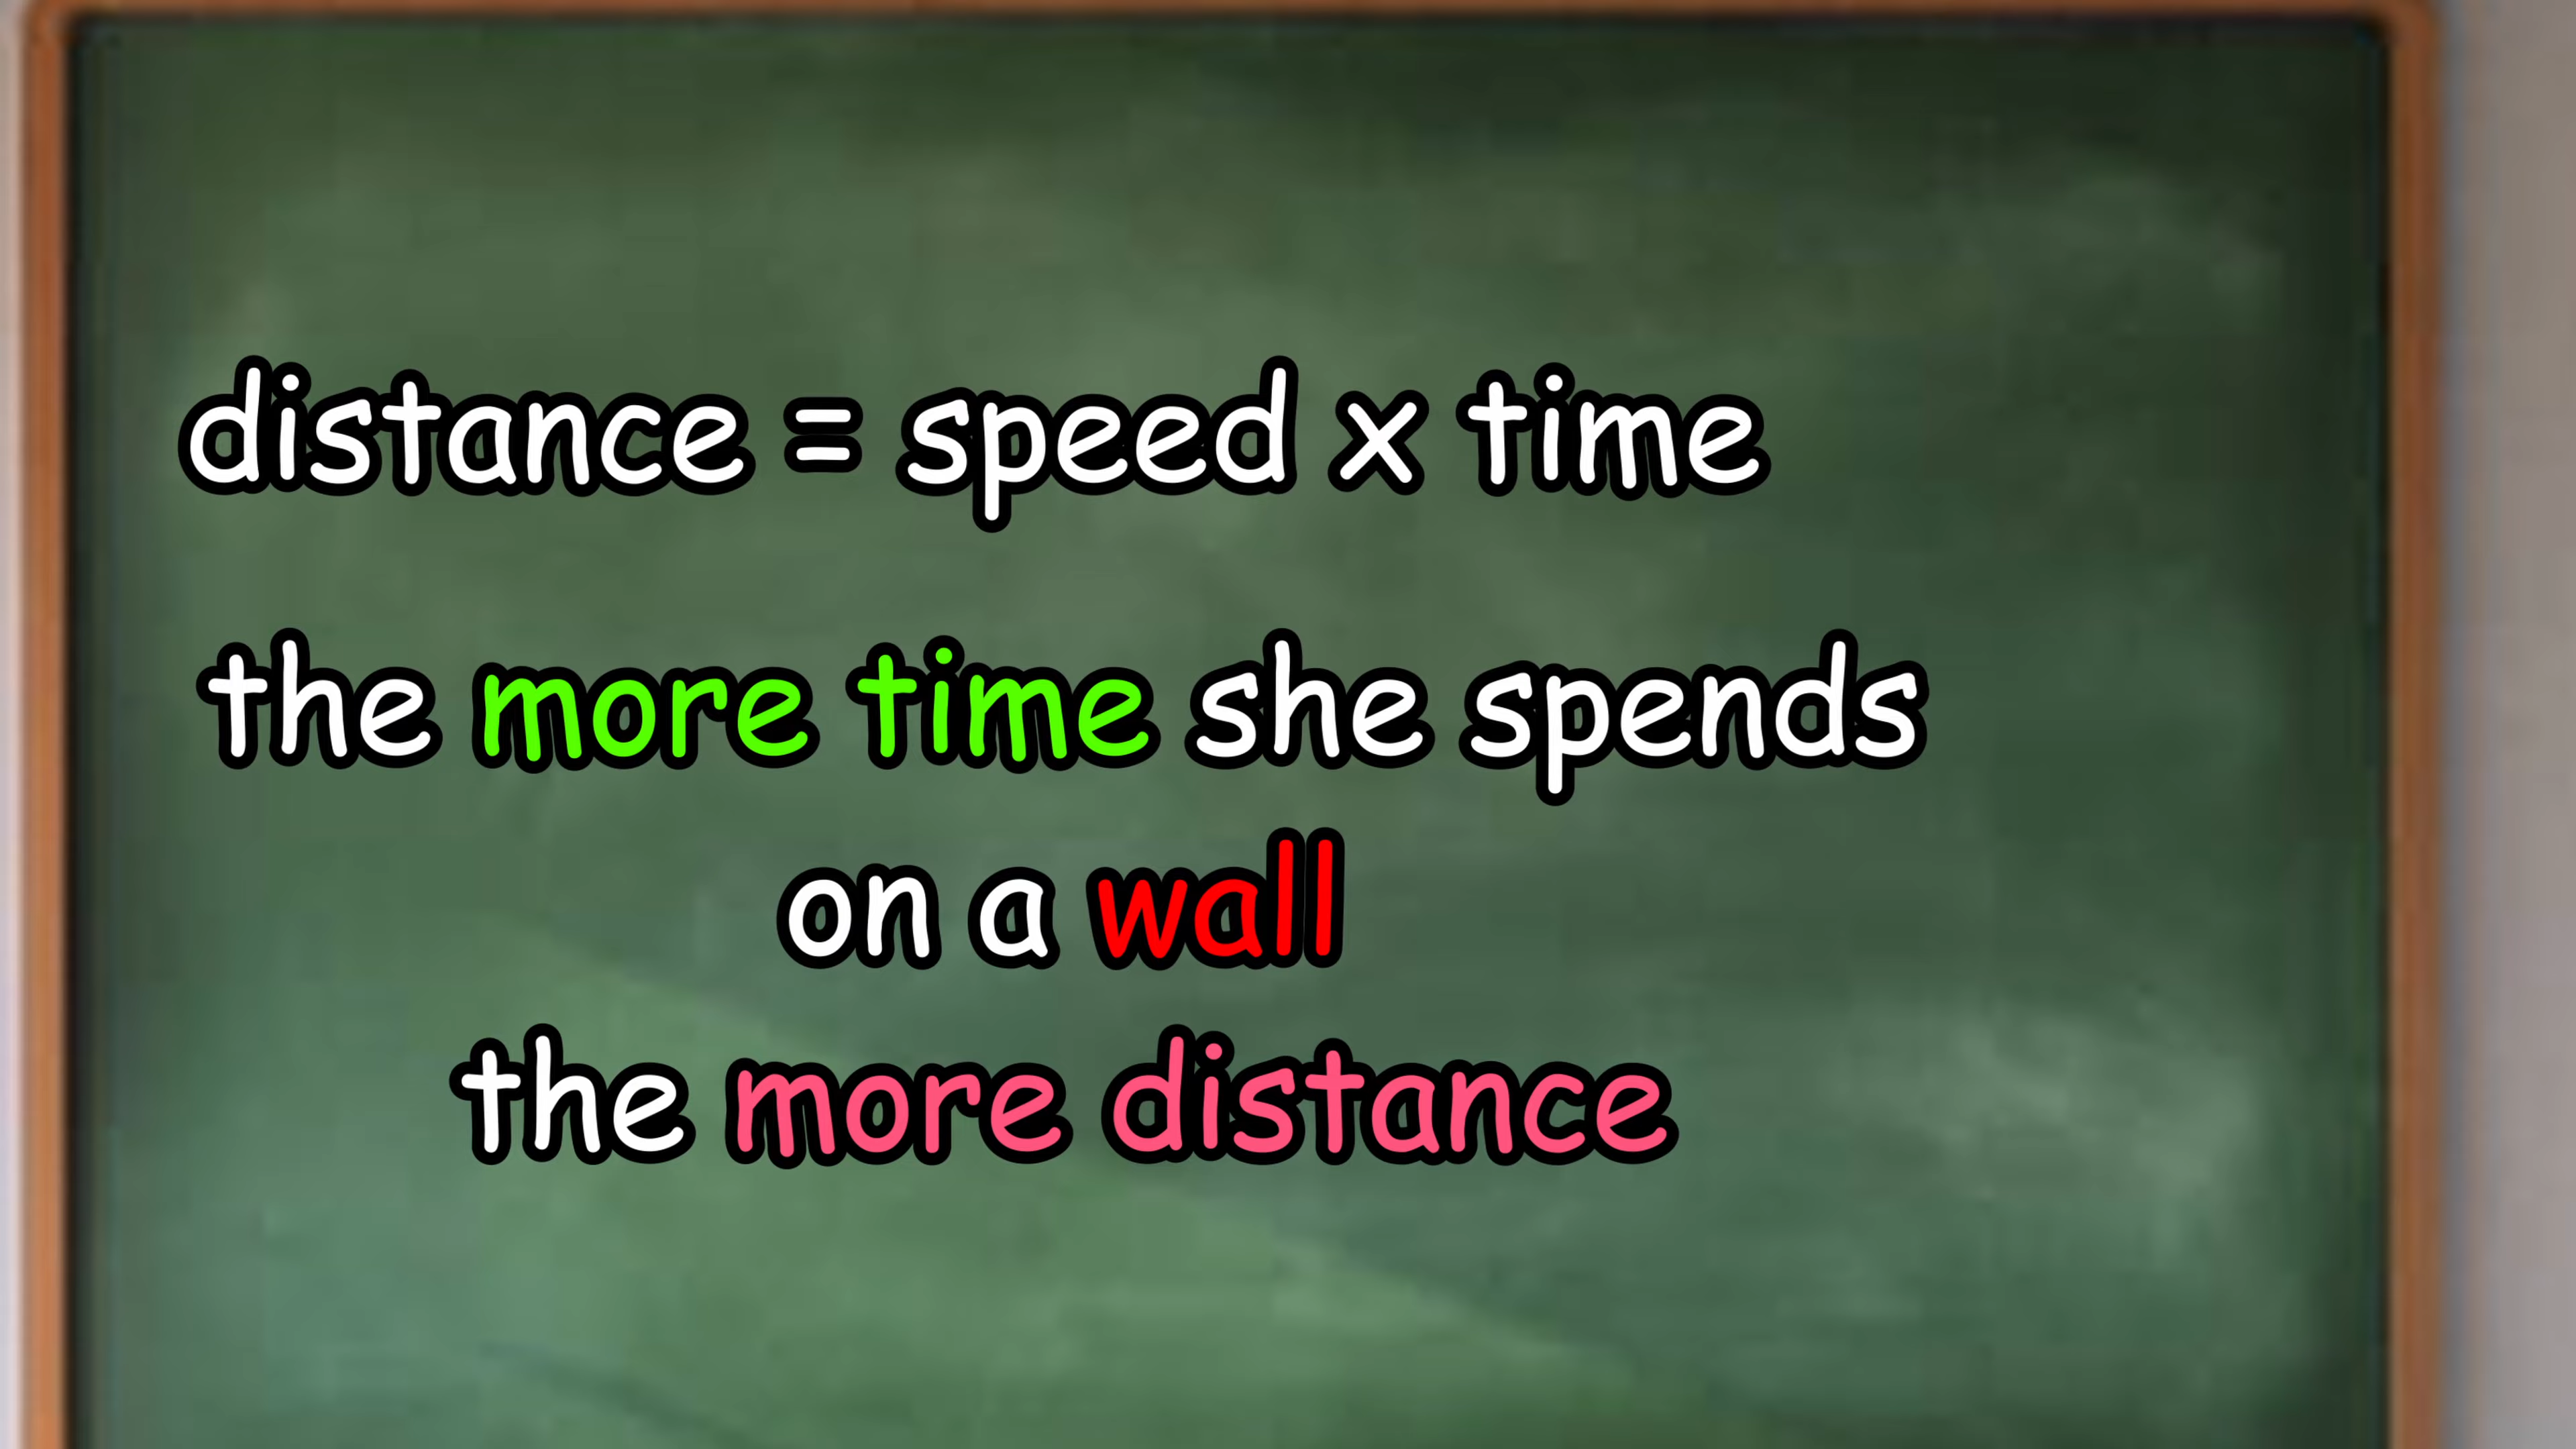 distance = speed x time
the more time she spends
on a wall
the more distance